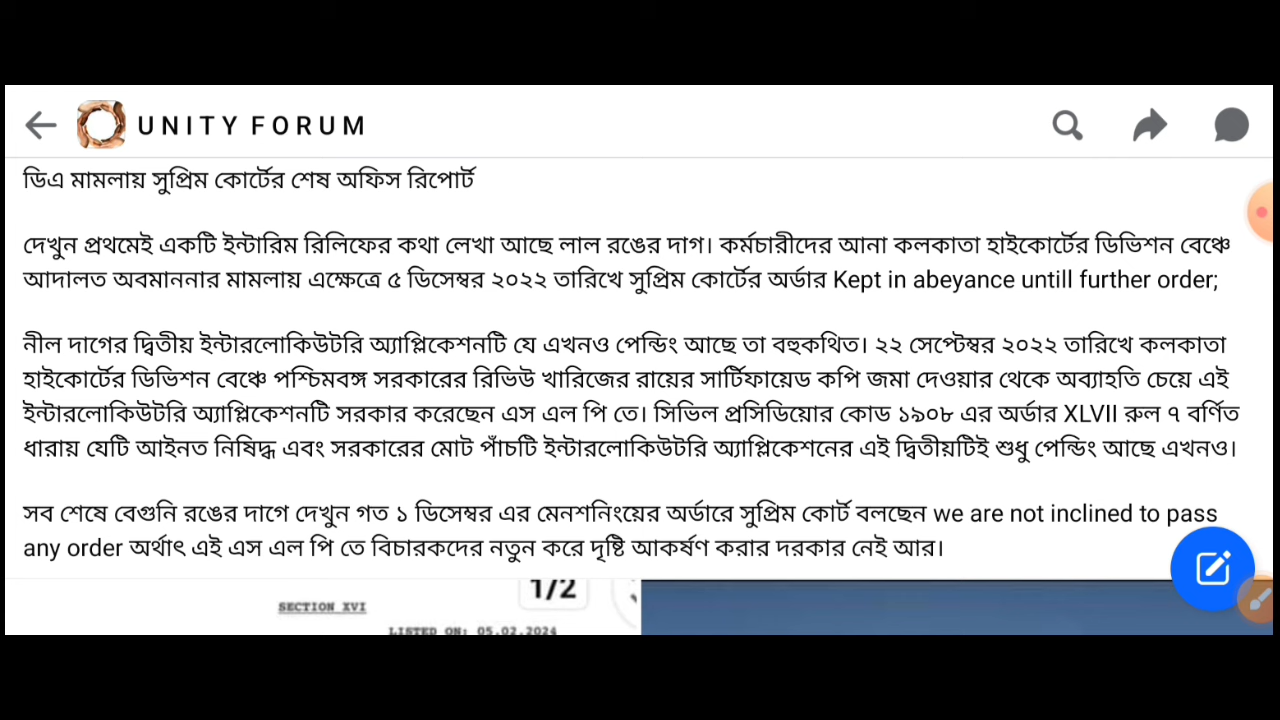 UNITY FORUM
ডিএ মামলায় সুপ্রিম কোর্টের শেষ অফিস রিপোর্ট
দেখুন প্রথমেই একটি ইন্টারিম রিলিফের কথা লেখা আছে লাল রঙের দাগ। কর্মচারীদের আনা কলকাতা হাইকোর্টের ডিভিশন বেঞ্চে
আদালত অবমাননার মামলায় এক্ষেত্রে ৫ ডিসেম্বর ২০২২ তারিখে সুপ্রিম কোর্টের অর্ডার Kept in abeyance untill further order;
নীল দাগের দ্বিতীয় ইন্টারলোকিউটরি অ্যাপ্লিকেশনটি যে এখনও পেন্ডিং আছে তা বহুকথিত। ২২ সেপ্টেম্বর ২০২২ তারিখে কলকাতা
হাইকোর্টের ডিভিশন বেঞ্চে পশ্চিমবঙ্গ সরকারের রিভিউ খারিজের রায়ের সার্টিফায়েড কপি জমা দেওয়ার থেকে অব্যাহতি চেয়ে এই
ইন্টারলোকিউটরি অ্যাপ্লিকেশনটি সরকার করেছেন এস এল পি তে। সিভিল প্রসিডিয়োর কোড ১৯০৮ এর অর্ডার XLVII রুল ৭ বর্ণিত
ধারায় যেটি আইনত নিষিদ্ধ এবং সরকারের মোট পাঁচটি ইন্টারলোকিউটরি অ্যাপ্লিকেশনের এই দ্বিতীয়টিই শুধু পেন্ডিং আছে এখনও।
সব শেষে বেগুনি রঙের দাগে দেখুন গত ১ ডিসেম্বর এর মেনশনিংয়ের অর্ডারে সুপ্রিম কোর্ট বলছেন we are not inclined to pass
any order অর্থাৎ এই এস এল পি তে বিচারকদের নতুন করে দৃষ্টি আকর্ষণ করার দরকার নেই আর।
1/2
SECTION XVI
LISTED ON: 05.02.2024